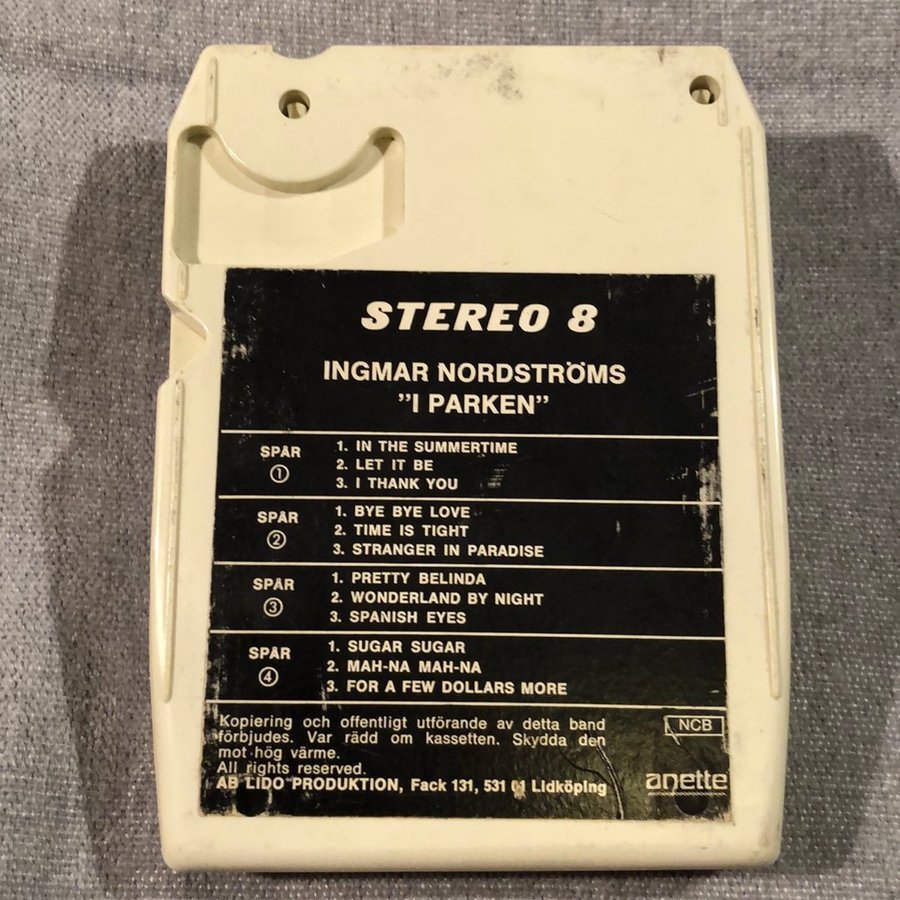 STEREO 8
INGMAR NORDSTRÖMS
"I PARKEN"
SPÅR
①
1. IN THE SUMMERTIME
2. LET IT BE
3. I THANK YOU
SPÅR
②
1. BYE BYE LOVE
2. TIME IS TIGHT
3. STRANGER IN PARADISE
SPÅR
③
1. PRETTY BELINDA
2. WONDERLAND BY NIGHT
3. SPANISH EYES
SPÅR
④
1. SUGAR SUGAR
2. MAH-NA MAH-NA
3. FOR A FEW DOLLARS MORE
Kopiering och offentligt utförande av detta band
förbjudes. Var rädd om kassetten. Skydda den
mot hög värme.
All rights reserved.
AB LIDO PRODUKTION, Fack 131, 531 01 Lidköping
NCB
anette